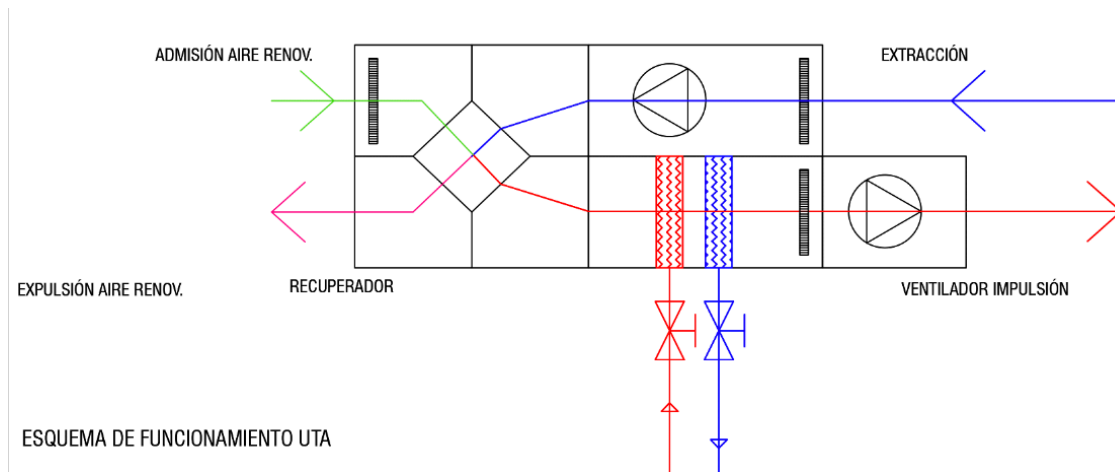 ADMISIÓN AIRE RENOV.
EXTRACCIÓN
EXPULSIÓN AIRE RENOV.
RECUPERADOR
VENTILADOR IMPULSIÓN
ESQUEMA DE FUNCIONAMIENTO UTA